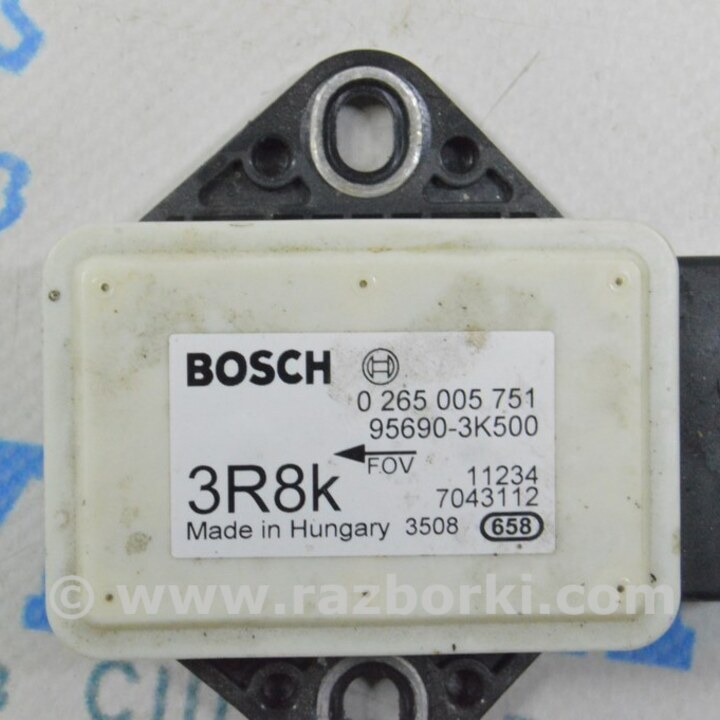 BOSCH
0 265 005 751
95690-3K500
FOV
3R8k
11234
7043112
Made in Hungary 3508 658
© www.razborki.com